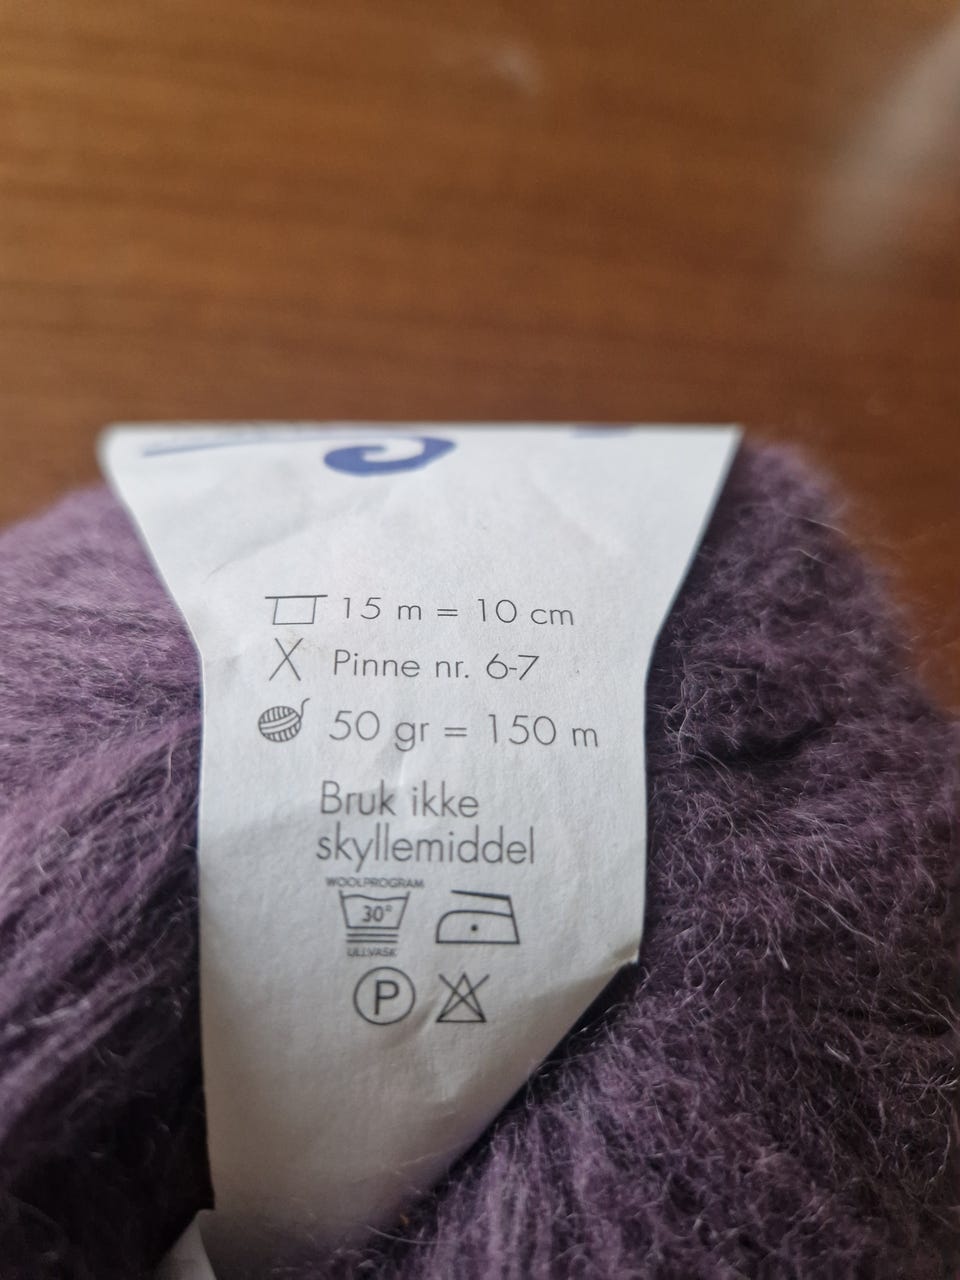 15 m = 10 cm
Pinne nr. 6-7
50 gr = 150 m
Bruk ikke
skyllemiddel
WOOLPROGRAM
30°
ULLVASK
P